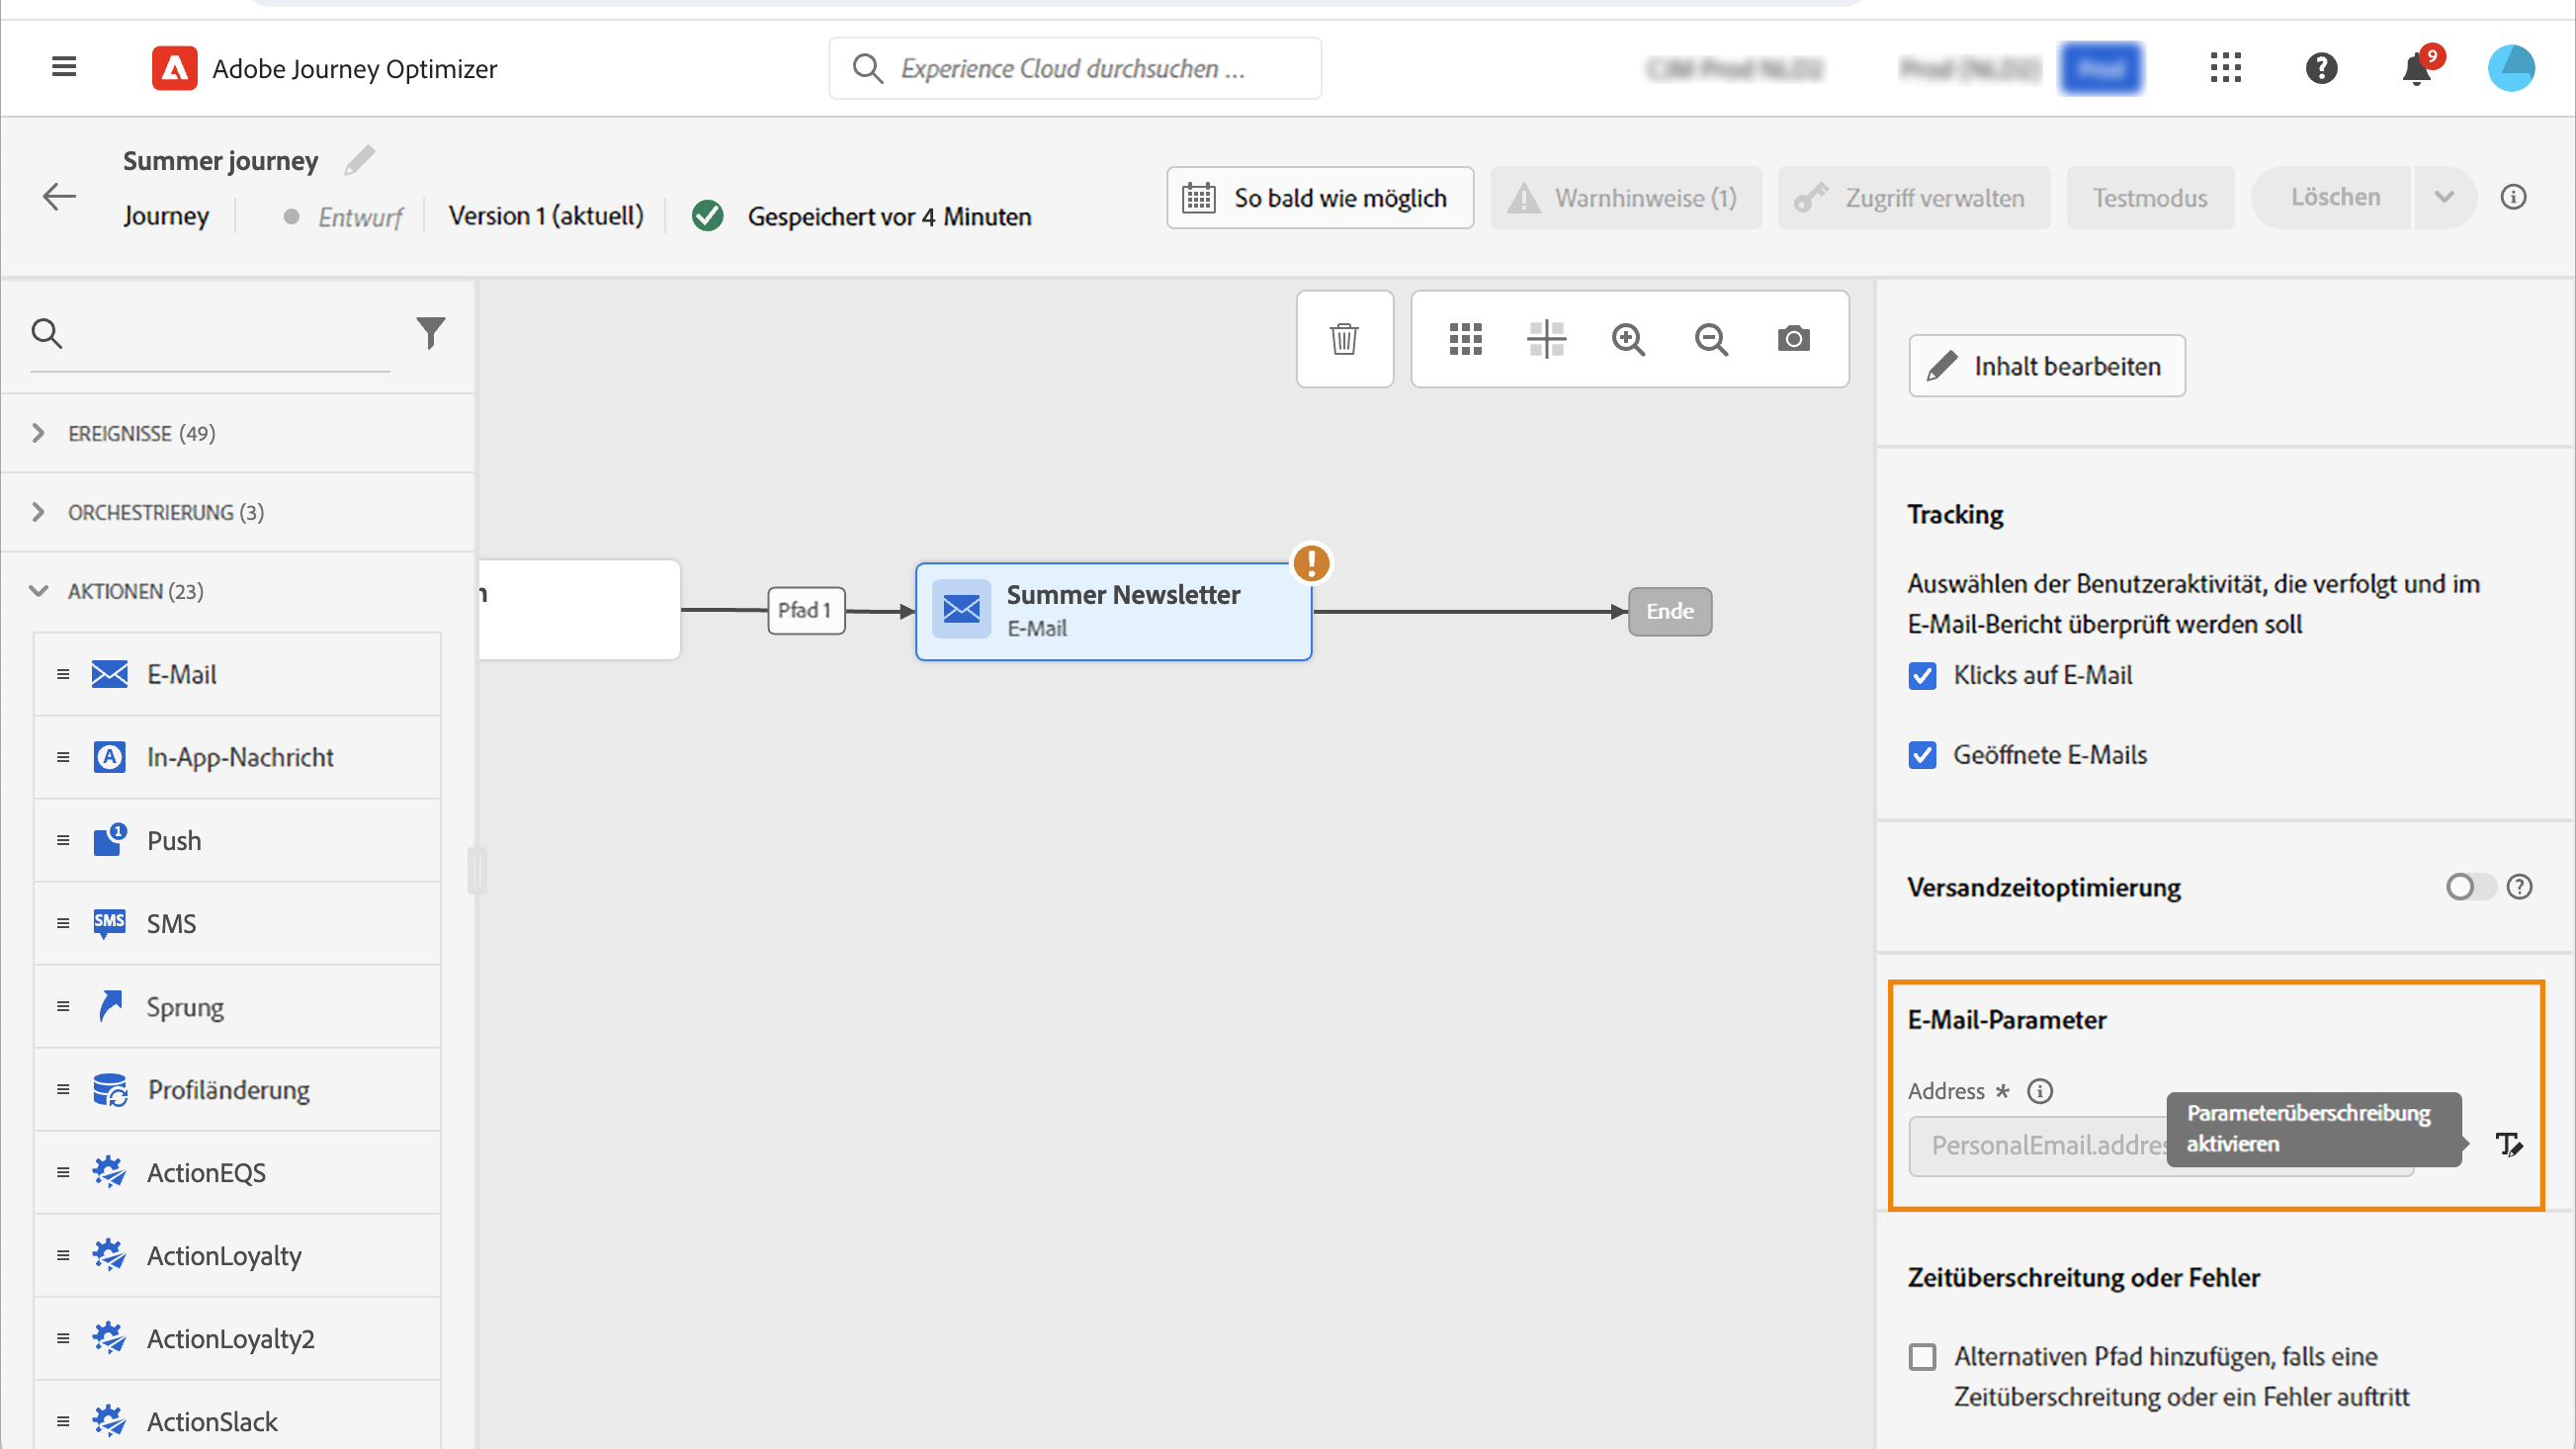 Adobe Journey Optimizer
Experience Cloud durchsuchen ...
9
Summer journey
Journey
Entwurf
Version 1 (aktuell)
Gespeichert vor 4 Minuten
So bald wie möglich
Warnhinweise (1)
Zugriff verwalten
Testmodus
Löschen
EREIGNISSE (49)
ORCHESTRIERUNG (3)
AKTIONEN (23)
E-Mail
In-App-Nachricht
1
Push
SMS
SMS
Sprung
Profiländerung
ActionEQS
ActionLoyalty
ActionLoyalty2
ActionSlack
Pfad 1
Summer Newsletter
E-Mail
Ende
Inhalt bearbeiten
Tracking
Auswählen der Benutzeraktivität, die verfolgt und im
E-Mail-Bericht überprüft werden soll
Klicks auf E-Mail
Geöffnete E-Mails
Versandzeitoptimierung
E-Mail-Parameter
Address *
PersonalEmail.addres
Parameterüberschreibung
aktivieren
Zeitüberschreitung oder Fehler
Alternativen Pfad hinzufügen, falls eine
Zeitüberschreitung oder ein Fehler auftritt